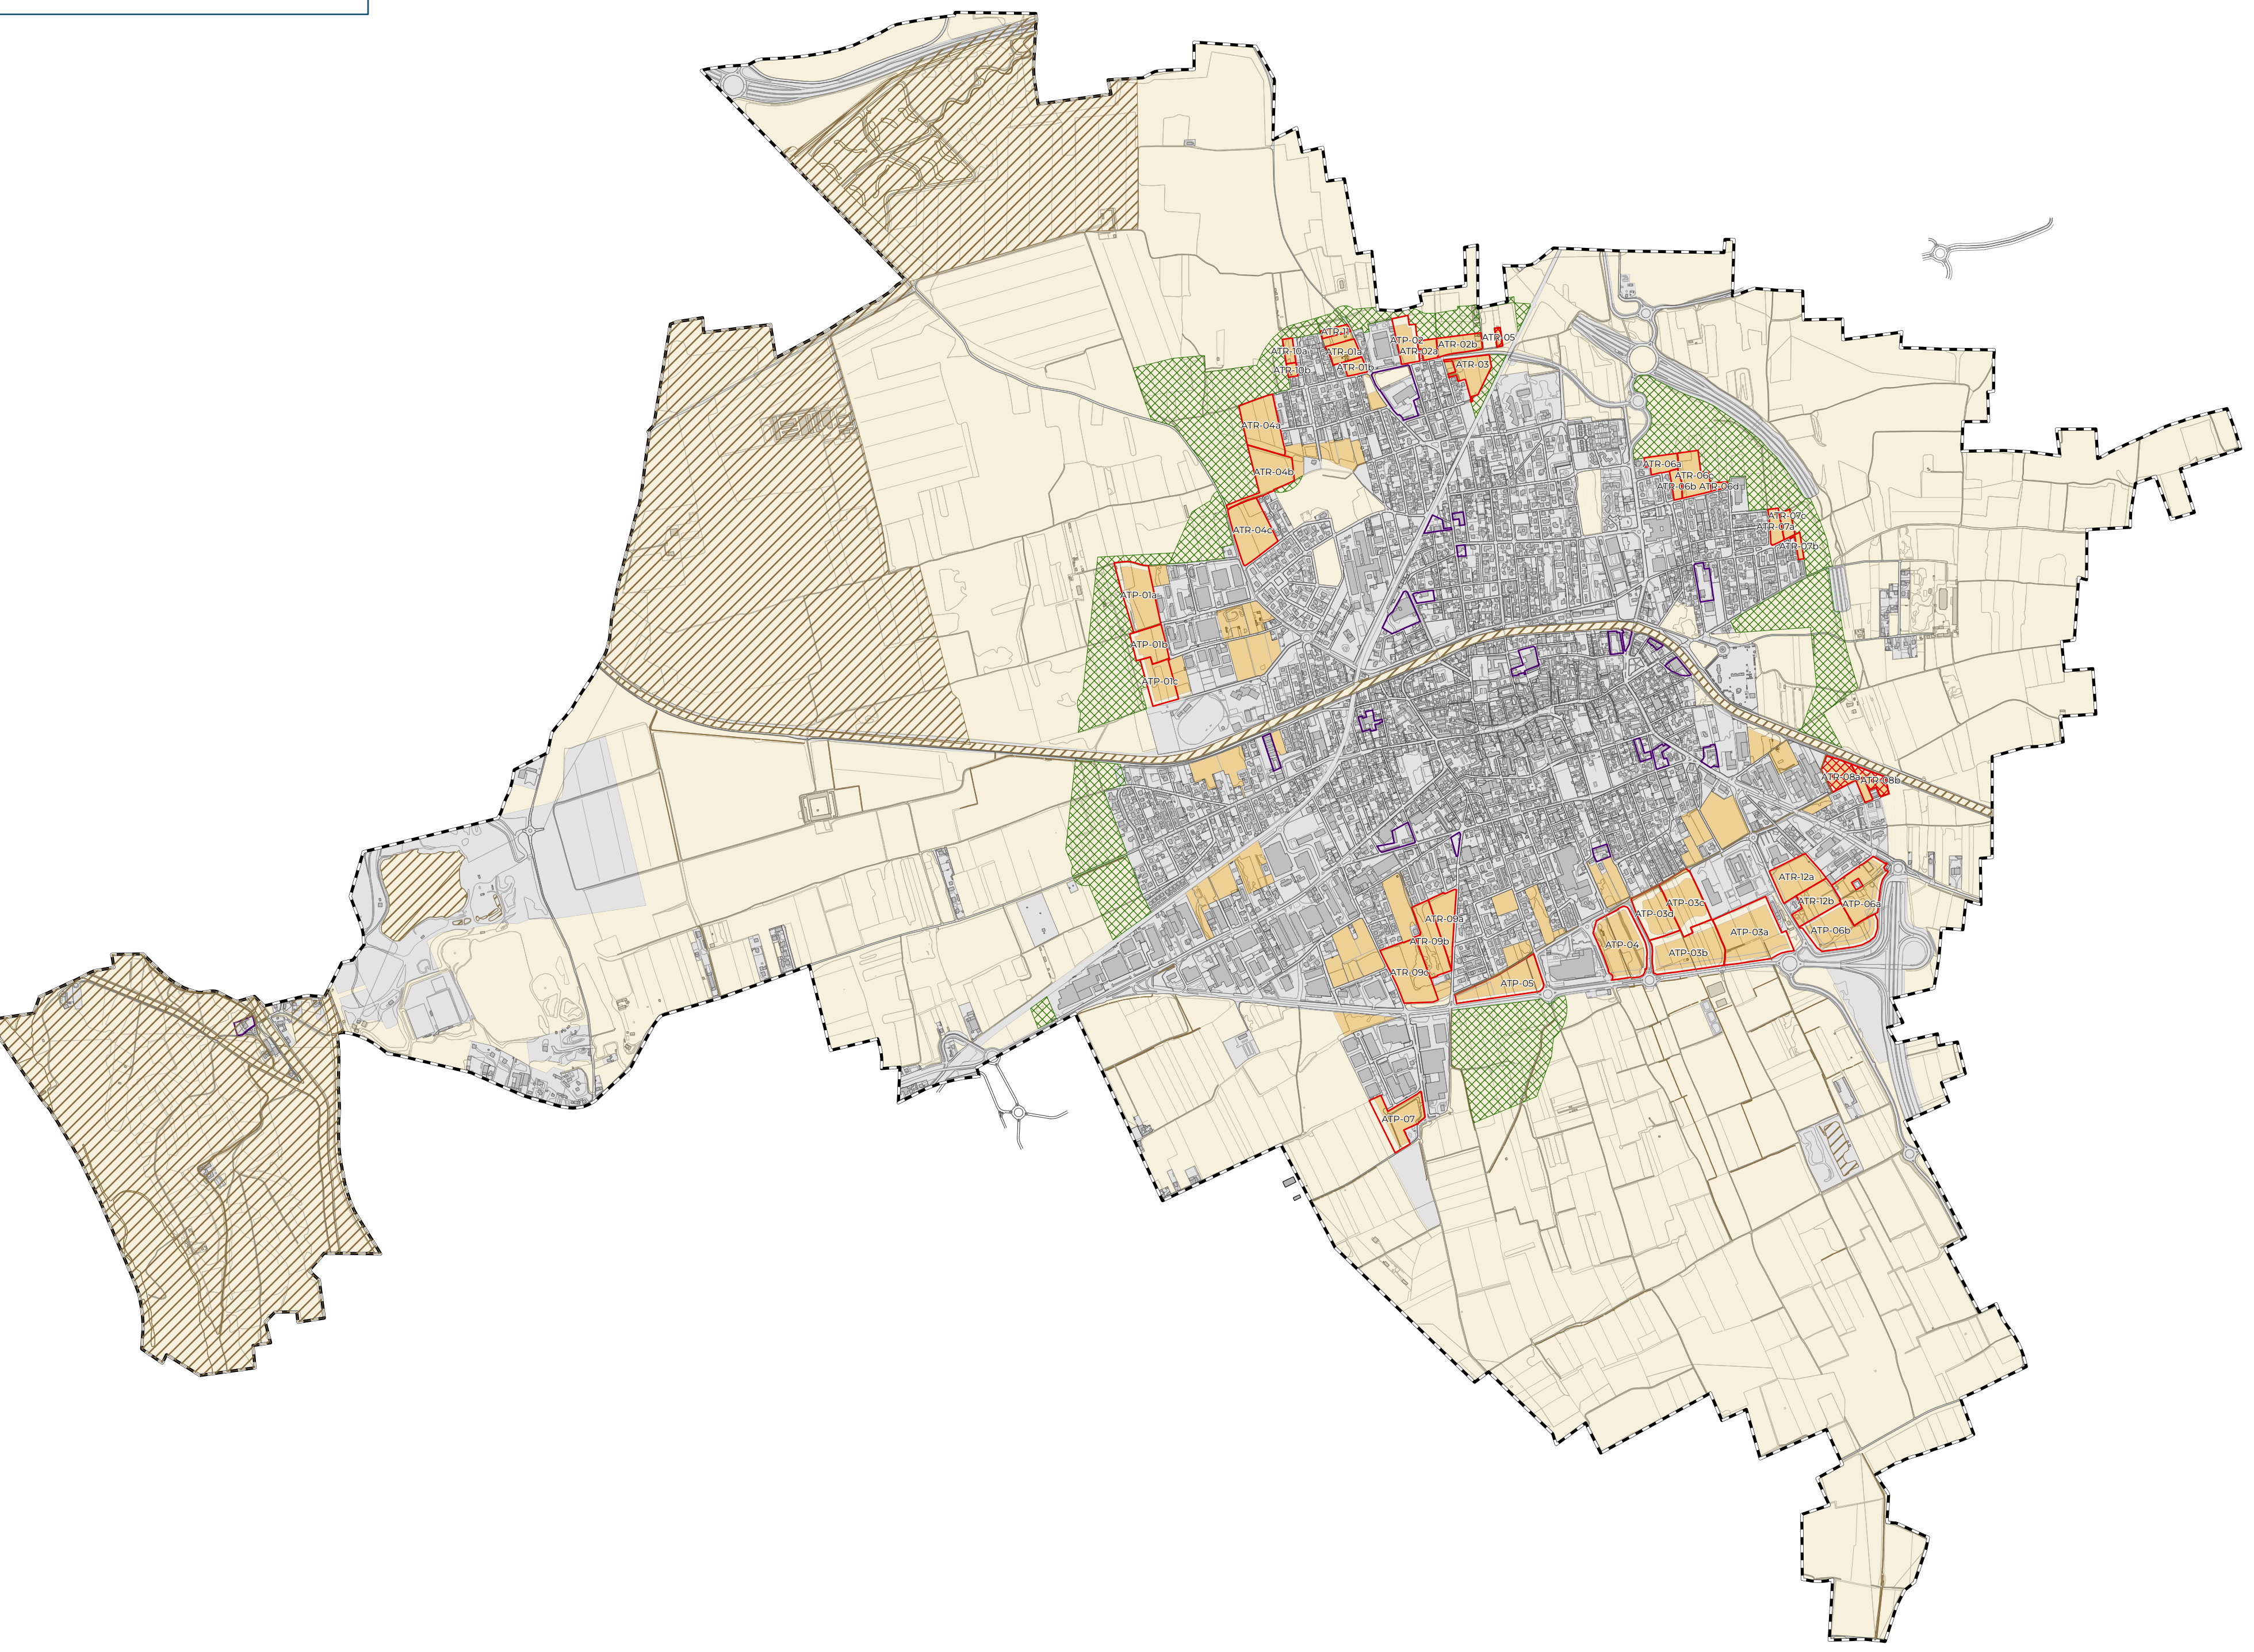 ATR-11
ATP-02
ATR-05
ATR-10a
ATR-01a
ATR-02a
ATR-02b
ATR-10b
ATR-01b
ATR-03
ATR-04a
ATR-04b
ATR-06a
ATR-06c
ATR-06b
ATR-06d
ATR-04c
ATR-07c
ATR-07a
ATR-07b
ATP-01a
ATP-01b
ATP-01c
ATR-08a
ATR-08b
ATR-12a
ATP-03c
ATR-12b
ATP-06a
ATP-03d
ATR-09a
ATP-03a
ATP-06b
ATR-09b
ATP-04
ATP-03b
ATR-09c
ATP-05
ATP-07